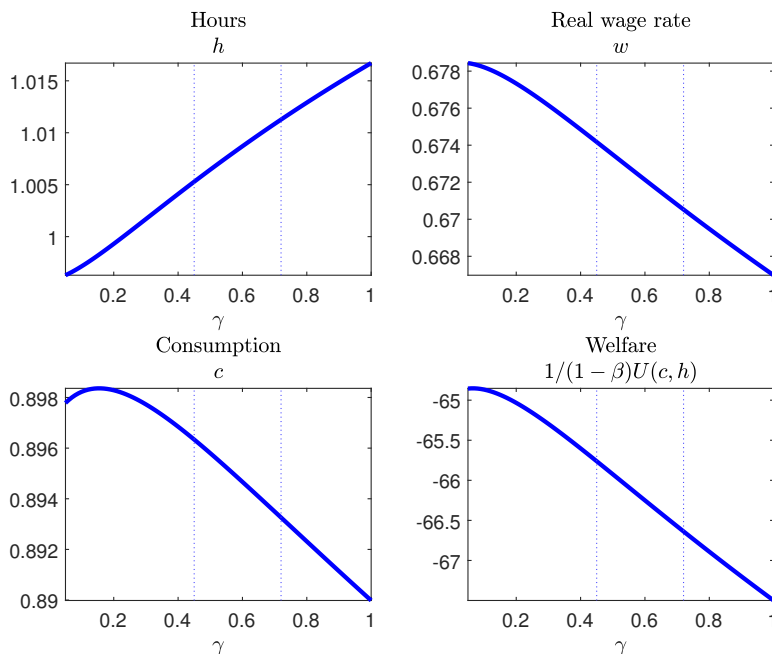 Hours
h
1.015
1.01
1.005
1
0.2 0.4 0.6 0.8 1
γ
Real wage rate
w
0.678
0.676
0.674
0.672
0.67
0.668
0.2 0.4 0.6 0.8 1
γ
Consumption
c
0.898
0.896
0.894
0.892
0.89
0.2 0.4 0.6 0.8 1
γ
Welfare
1/(1 − β)U(c, h)
-65
-65.5
-66
-66.5
-67
0.2 0.4 0.6 0.8 1
γ